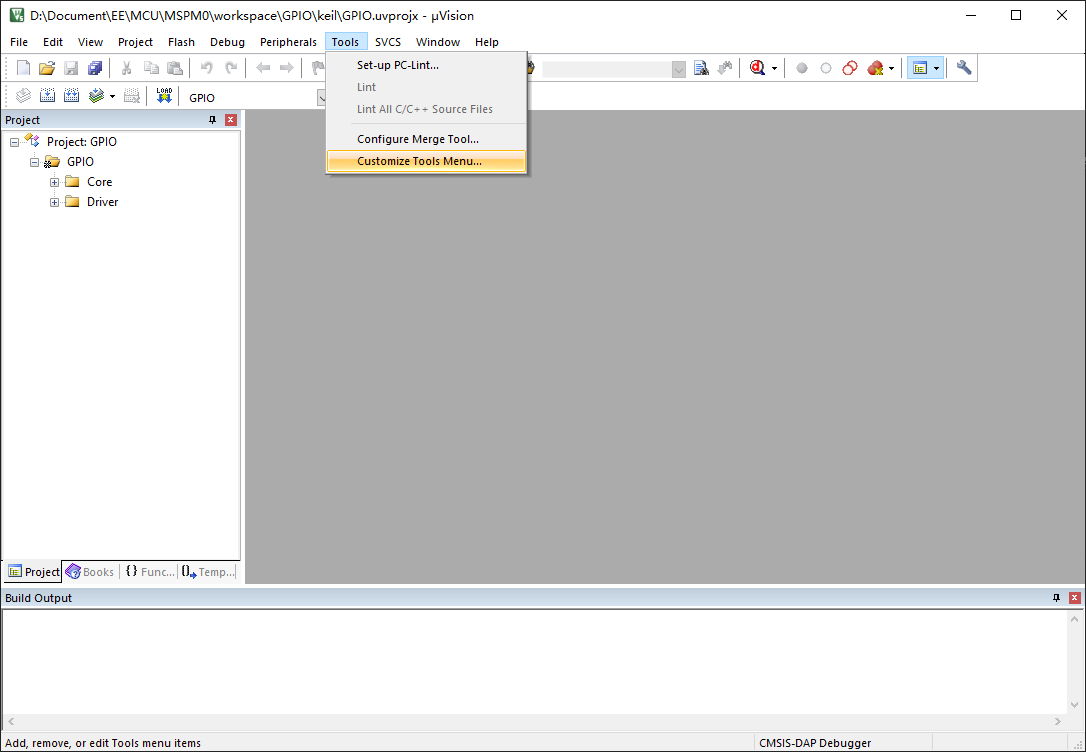 D:\Document\EE\MCU\MSPM0\workspace\GPIO\keil\GPIO.uvprojx - µVision
File Edit View Project Flash Debug Peripherals Tools SVCS Window Help
Set-up PC-Lint...
Lint
Lint All C/C++ Source Files
Configure Merge Tool...
Customize Tools Menu...
LOAD
GPIO
Project
Project: GPIO
GPIO
Core
Driver
Project Books {} Func... Temp...
Build Output
Add, remove, or edit Tools menu items CMSIS-DAP Debugger